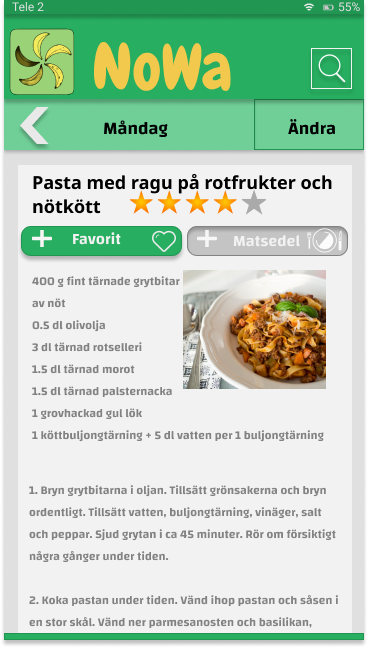 Tele 2
55%
NoWa
Måndag
Ändra
Pasta med ragu på rotfrukter och
nötkött
Favorit
Matsedel
400 g fint tärnade grytbitar
av nöt
0.5 dl olivolja
3 dl tärnad rotselleri
1.5 dl tärnad morot
1.5 dl tärnad palsternacka
1 grovhackad gul lök
1 köttbuljongtärning + 5 dl vatten per 1 buljongtärning
1. Bryn grytbitarna i oljan. Tillsätt grönsakerna och bryn
ordentligt. Tillsätt vatten, buljongtärning, vinäger, salt
och peppar. Sjud grytan i ca 45 minuter. Rör om försiktigt
några gånger under tiden.
2. Koka pastan under tiden. Vänd ihop pastan och såsen i
en stor skål. Vänd ner parmesanosten och basilikan,